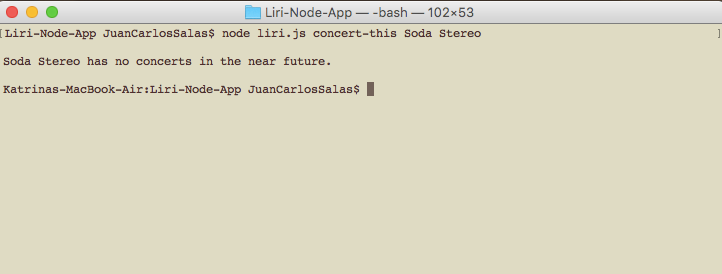 Liri-Node-App — -bash — 102×53
[Liri-Node-App JuanCarlosSalas$ node liri.js concert-this Soda Stereo ]
Soda Stereo has no concerts in the near future.
Katrinas-MacBook-Air:Liri-Node-App JuanCarlosSalas$